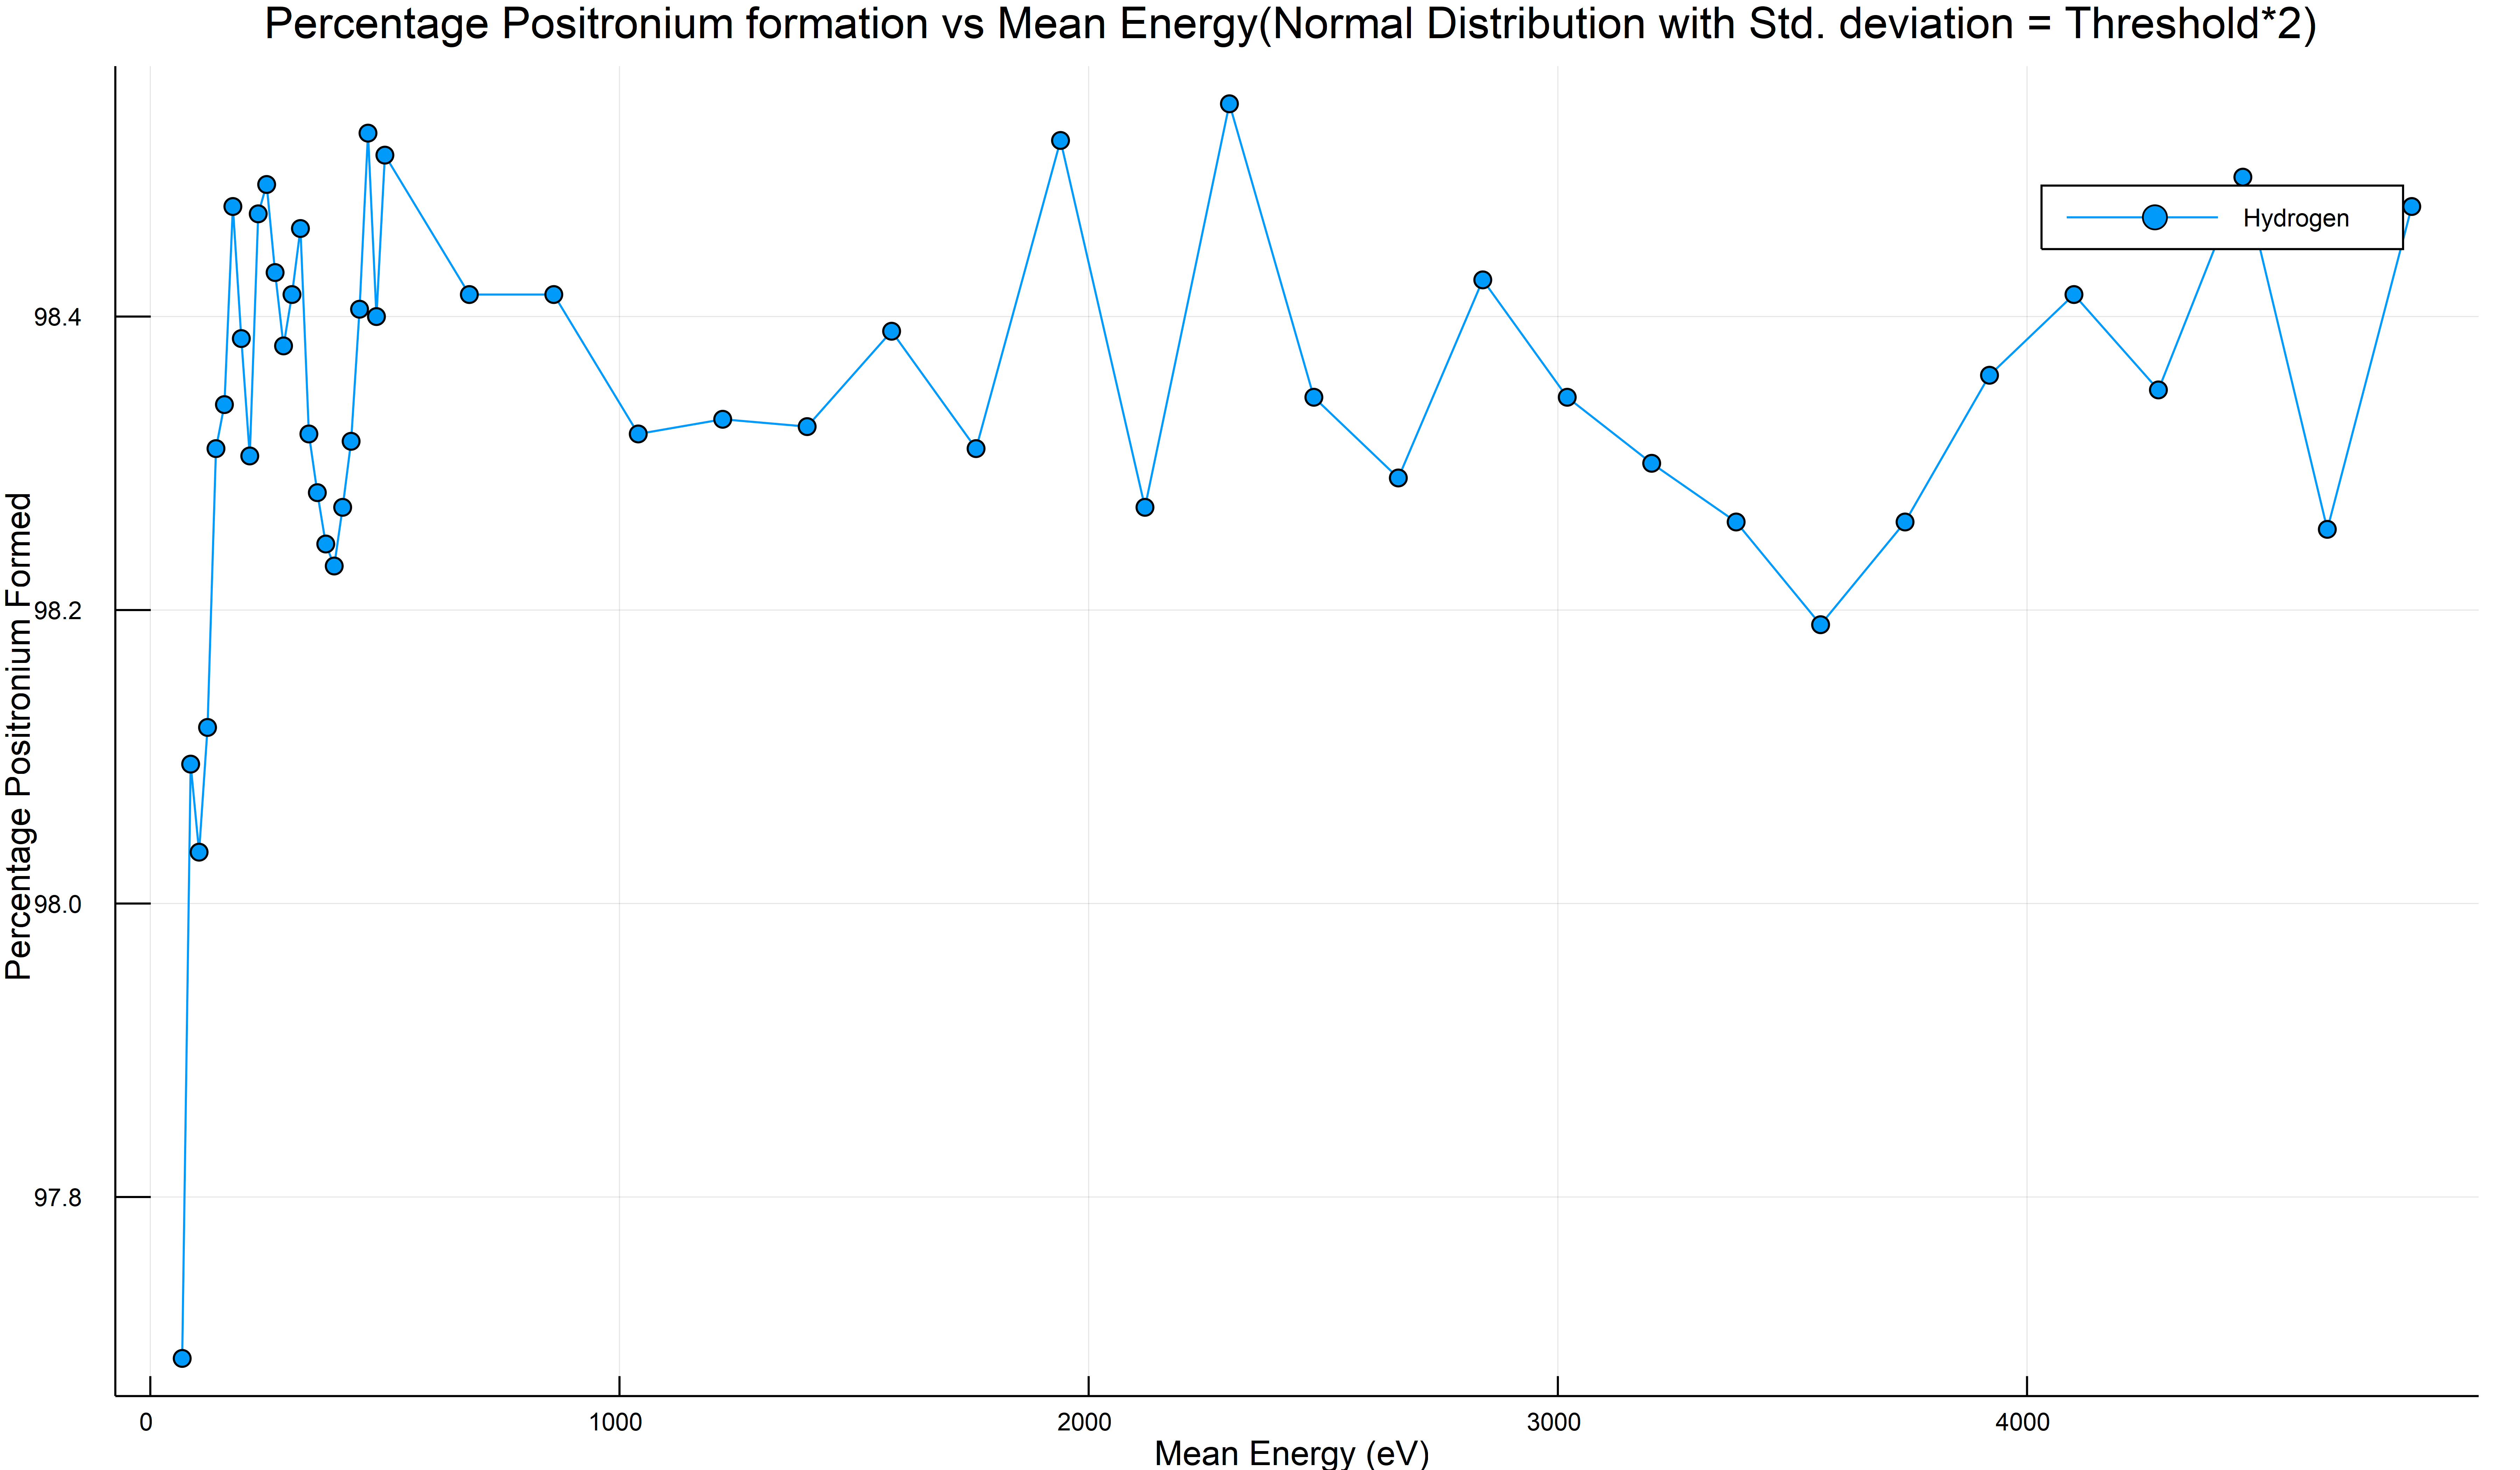 Percentage Positronium formation vs Mean Energy(Normal Distribution with Std. deviation = Threshold*2)
Hydrogen
98.4
98.2
98.0
97.8
Percentage Positronium Formed
0 1000 2000 3000 4000
Mean Energy (eV)